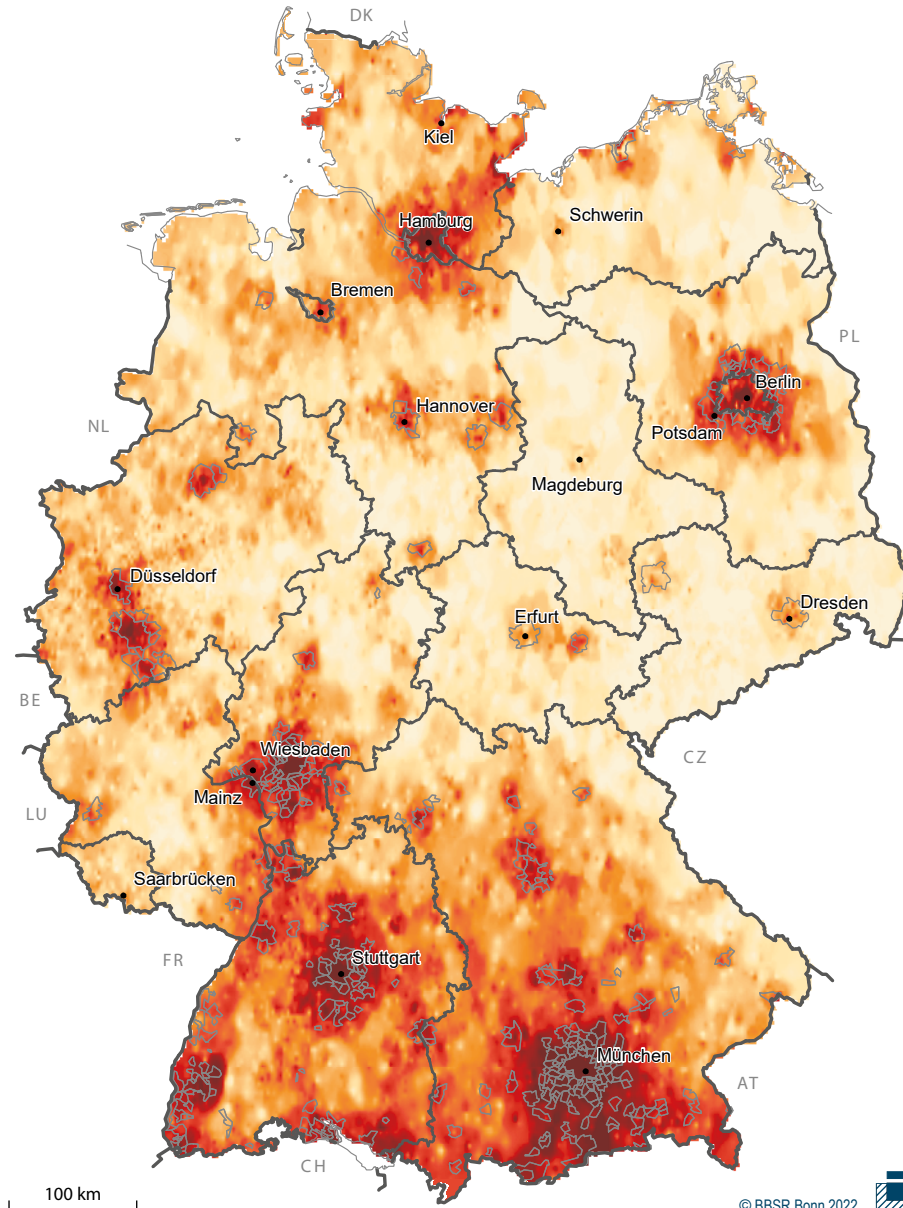 DK
Kiel
Schwerin
Hamburg
Bremen
PL
Berlin
Hannover
NL
Potsdam
Magdeburg
Düsseldorf
Dresden
Erfurt
BE
Wiesbaden
CZ
Mainz
LU
Saarbrücken
FR
Stuttgart
München
AT
CH
100 km
© BBSR Bonn 2022